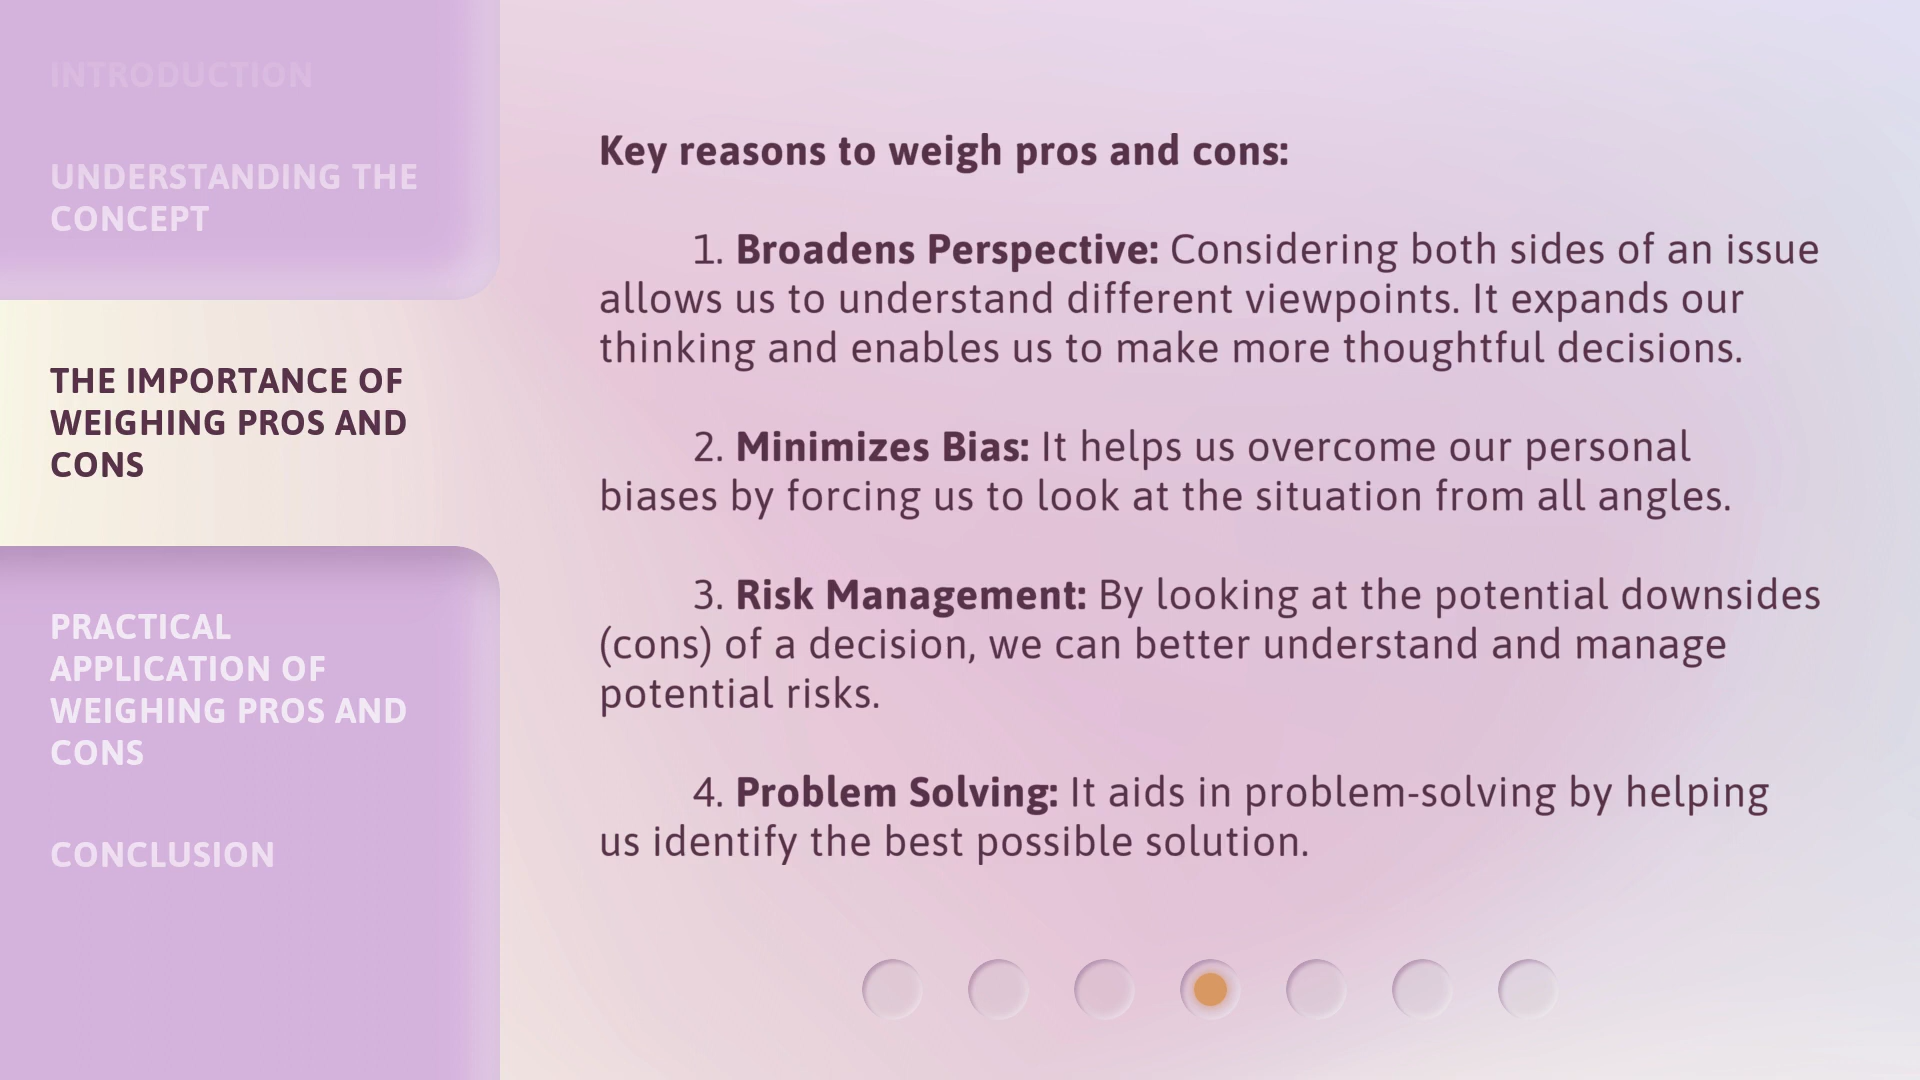 INTRODUCTION
UNDERSTANDING THE
CONCEPT
THE IMPORTANCE OF
WEIGHING PROS AND
CONS
PRACTICAL
APPLICATION OF
WEIGHING PROS AND
CONS
CONCLUSION
Key reasons to weigh pros and cons:
1. Broadens Perspective: Considering both sides of an issue
allows us to understand different viewpoints. It expands our
thinking and enables us to make more thoughtful decisions.
2. Minimizes Bias: It helps us overcome our personal
biases by forcing us to look at the situation from all angles.
3. Risk Management: By looking at the potential downsides
(cons) of a decision, we can better understand and manage
potential risks.
4. Problem Solving: It aids in problem-solving by helping
us identify the best possible solution.